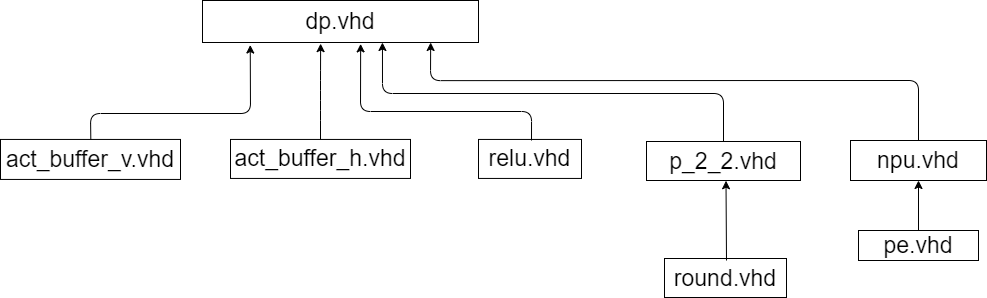 dp.vhd
act_buffer_v.vhd
act_buffer_h.vhd
relu.vhd
p_2_2.vhd
npu.vhd
pe.vhd
round.vhd